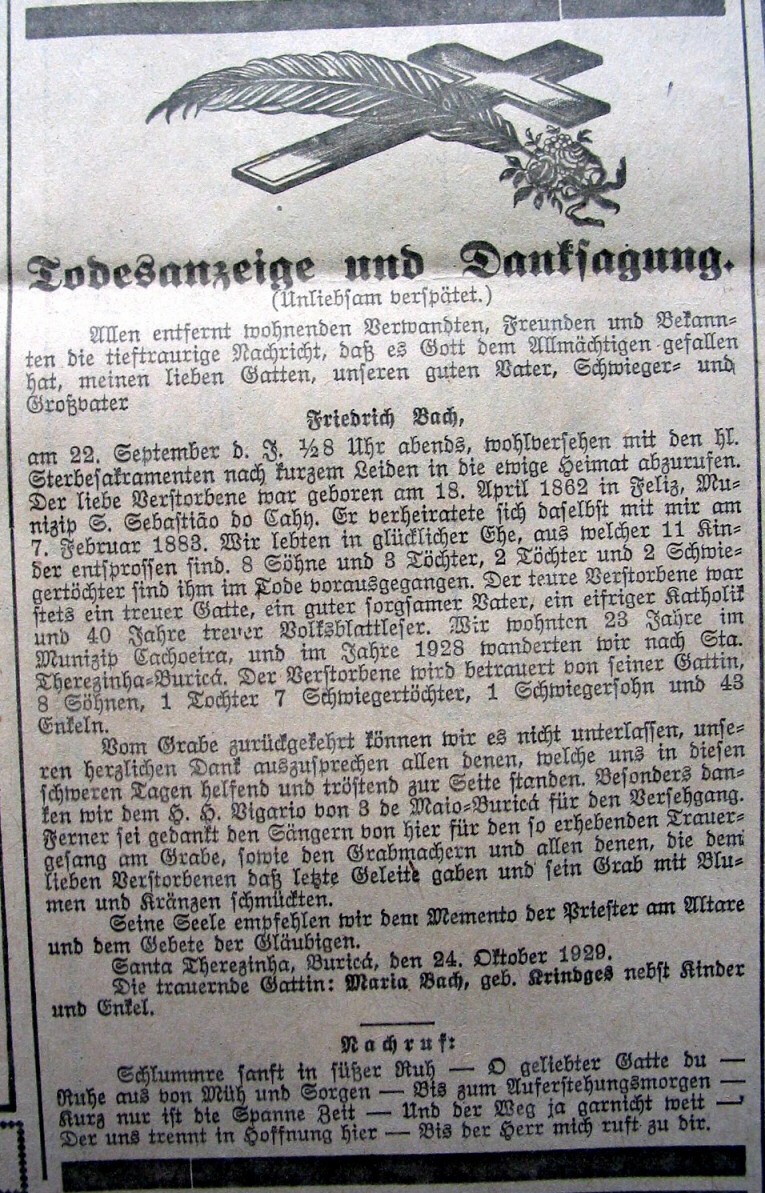 Todesanzeige und Danksagung.
(Unliebsam verspätet.)
Allen entfernt wohnenden Verwandten, Freunden und Bekann-
ten die tieftraurige Nachricht, daß es Gott dem Allmächtigen gefallen
hat, meinen lieben Gatten, unseren guten Vater, Schwieger- und
Großvater
Friedrich Bach,
am 22. September d. J. ½8 Uhr abends, wohlversehen mit den hl.
Sterbesakramenten nach kurzem Leiden in die ewige Heimat abzurufen.
Der liebe Verstorbene war geboren am 18. April 1862 in Feliz, Mu-
nizip S. Sebastião do Cahy. Er verheiratete sich daselbst mit mir am
7. Februar 1883. Wir lebten in glücklicher Ehe, aus welcher 11 Kin-
der entsprossen sind. 8 Söhne und 3 Töchter, 2 Töchter und 2 Schwie-
gertöchter sind ihm im Tode vorausgegangen. Der teure Verstorbene war
stets ein treuer Gatte, ein guter sorgsamer Vater, ein eifriger Katholik
und 40 Jahre treuer Volksblattleser. Wir wohnten 23 Jahre im
Munizip Cachoeira, und im Jahre 1928 wanderten wir nach Sta.
Therezinha-Buricá. Der Verstorbene wird betrauert von seiner Gattin,
8 Söhnen, 1 Tochter 7 Schwiegertöchter, 1 Schwiegersohn und 43
Enkeln.
Vom Grabe zurückgekehrt können wir es nicht unterlassen, unse-
ren herzlichen Dank auszusprechen allen denen, welche uns in diesen
schweren Tagen helfend und tröstend zur Seite standen. Besonders dan-
ken wir dem H. H. Vigario von 3 de Maio-Buricá für den Versehgang.
Ferner sei gedankt den Sängern von hier für den so erhebenden Trauer-
gesang am Grabe, sowie den Grabmachern und allen denen, die dem
lieben Verstorbenen daß letzte Geleite gaben und sein Grab mit Blu-
men und Kränzen schmückten.
Seine Seele empfehlen wir dem Memento der Priester am Altare
und dem Gebete der Gläubigen.
Santa Therezinha, Buricá, den 24. Oktober 1929.
Die trauernde Gattin: Maria Bach, geb. Krindges nebst Kinder
und Enkel.
Nachruf:
Schlummre sanft in süßer Ruh — O geliebter Gatte du —
Ruhe aus von Müh und Sorgen — Bis zum Auferstehungsmorgen —
Kurz nur ist die Spanne Zeit — Und der Weg ja garnicht weit —
Der uns trennt in Hoffnung hier — Bis der Herr mich ruft zu dir.